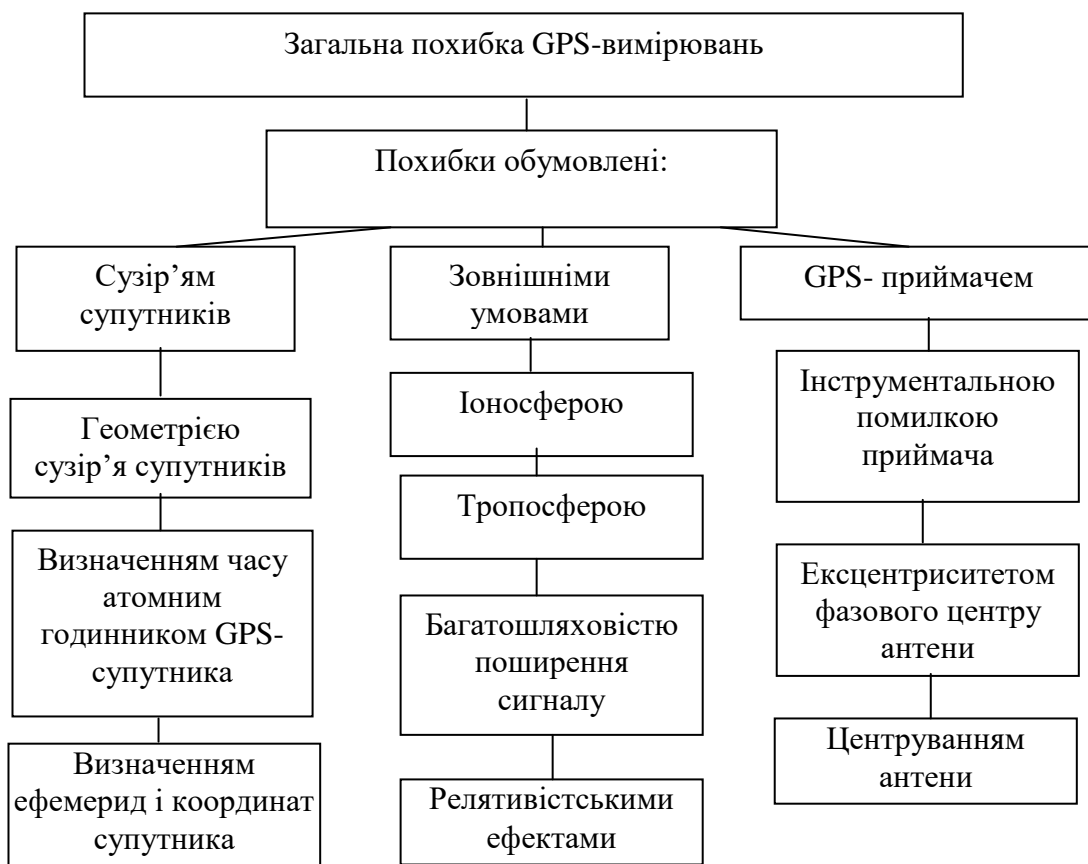 Загальна похибка GPS-вимірювань
Похибки обумовлені:
Сузір’ям
супутників
Геометрією
сузір’я супутників
Визначенням часу
атомним
годинником GPS-
супутника
Визначенням
ефемерид і координат
супутника
Зовнішніми
умовами
Іоносферою
Тропосферою
Багатошляховістю
поширення
сигналу
Релятивістськими
ефектами
GPS- приймачем
Інструментальною
помилкою
приймача
Ексцентриситетом
фазового центру
антени
Центруванням
антени